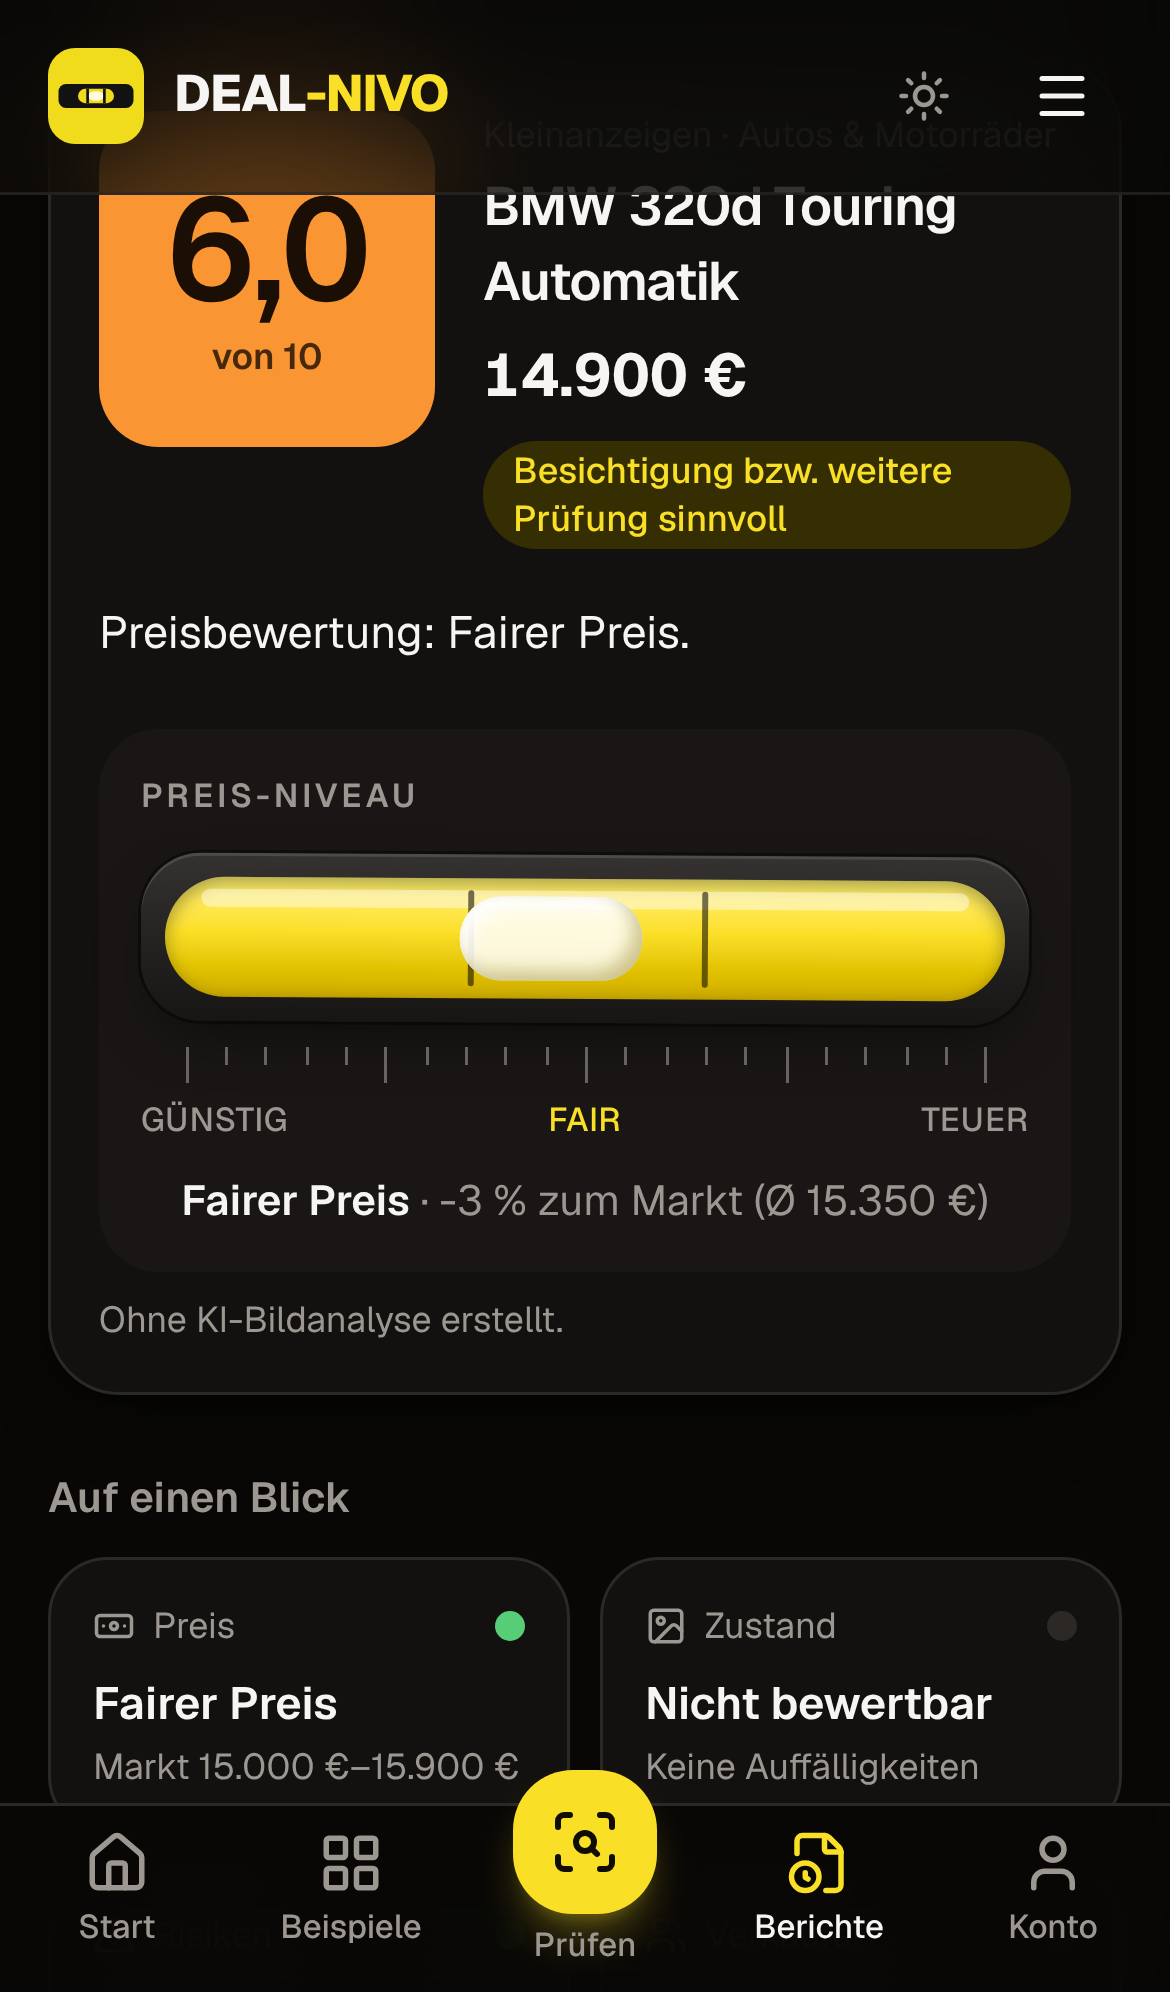 DEAL-NIVO
Kleinanzeigen · Autos & Motorräder
6,0
von 10
BMW 320d Touring
Automatik
14.900 €
Besichtigung bzw. weitere
Prüfung sinnvoll
Preisbewertung: Fairer Preis.
PREIS-NIVEAU
GÜNSTIG FAIR TEUER
Fairer Preis · -3 % zum Markt (Ø 15.350 €)
Ohne KI-Bildanalyse erstellt.
Auf einen Blick
Preis
Fairer Preis
Markt 15.000 €–15.900 €
Zustand
Nicht bewertbar
Keine Auffälligkeiten
Risiken
Start
Beispiele
Prüfen
Berichte
Konto